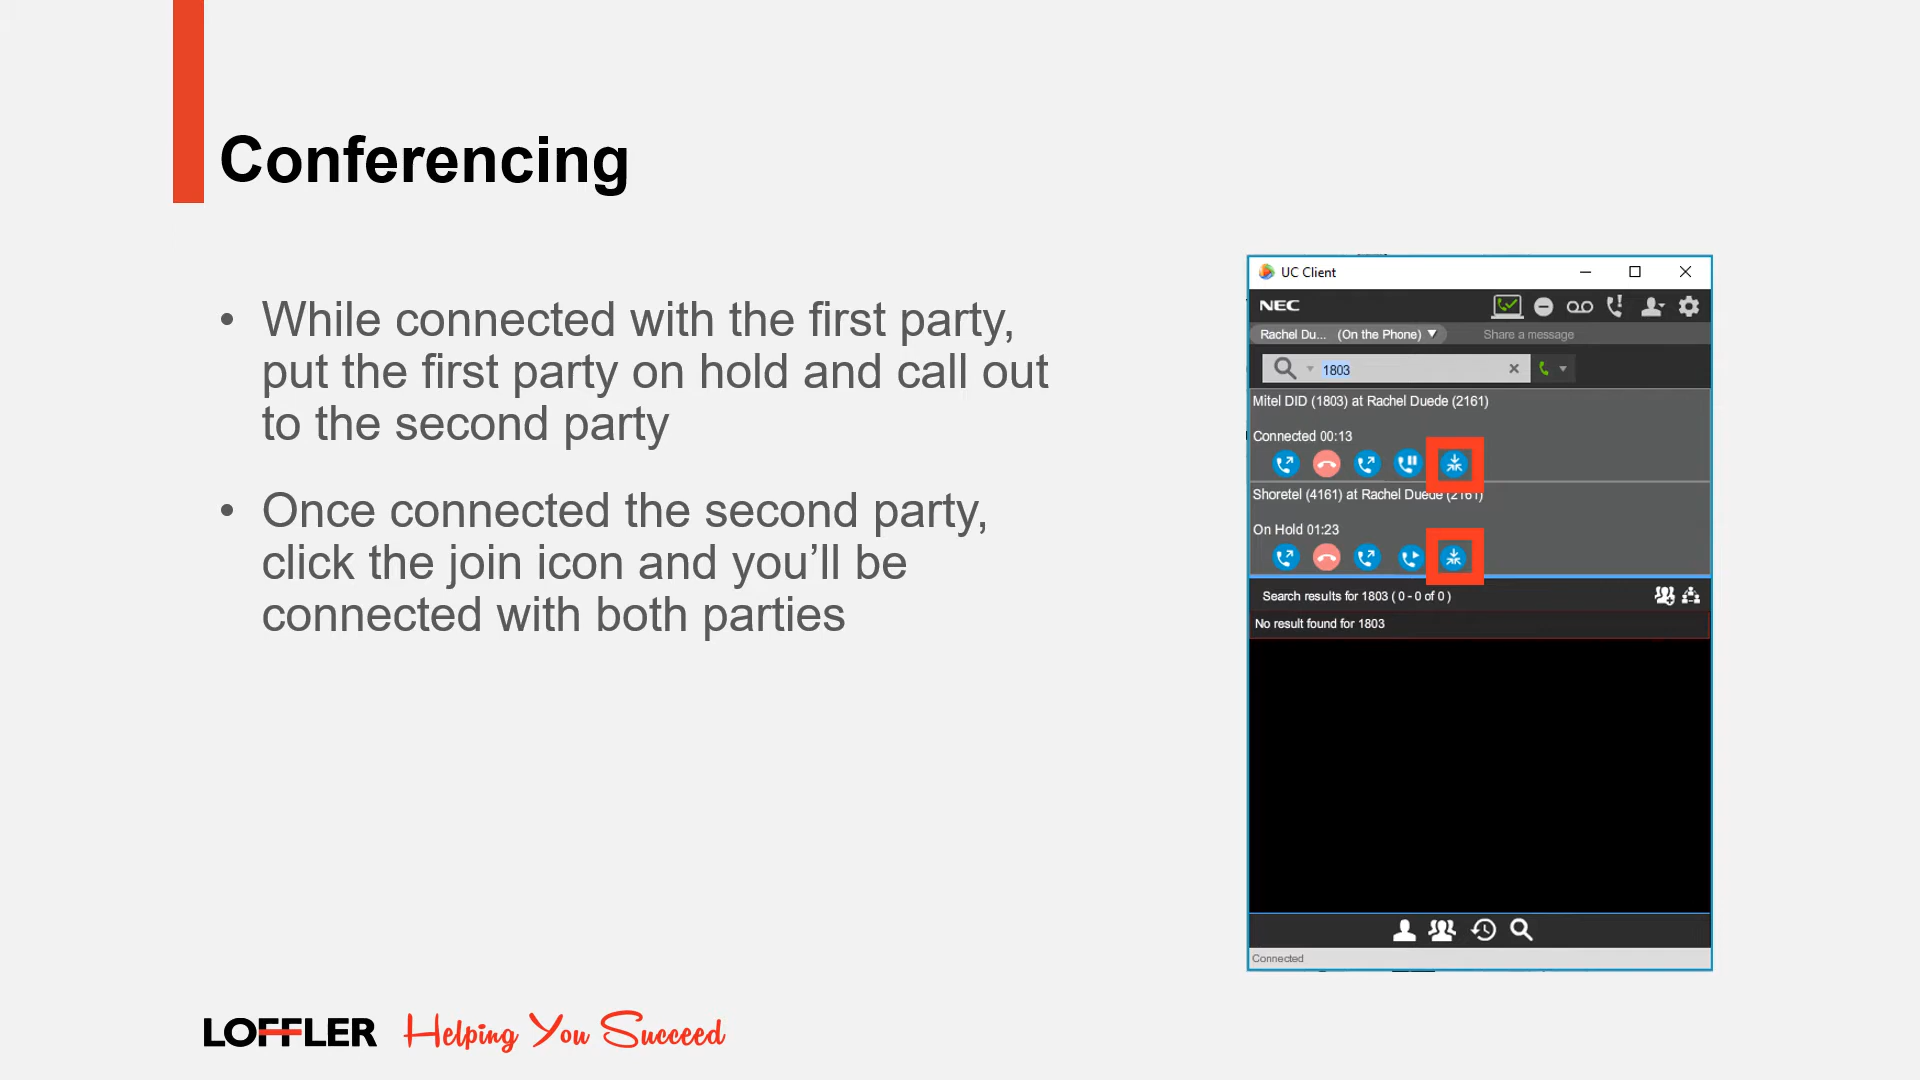 Conferencing
• While connected with the first party,
put the first party on hold and call out
to the second party
• Once connected the second party,
click the join icon and you’ll be
connected with both parties
UC Client
NEC
Rachel Du... (On the Phone) ▼ Share a message
1803
Mitel DID (1803) at Rachel Duede (2161)
Connected 00:13
Shoretel (4161) at Rachel Duede (2161)
On Hold 01:23
Search results for 1803 ( 0 - 0 of 0 )
No result found for 1803
Connected
LOFFLER Helping You Succeed